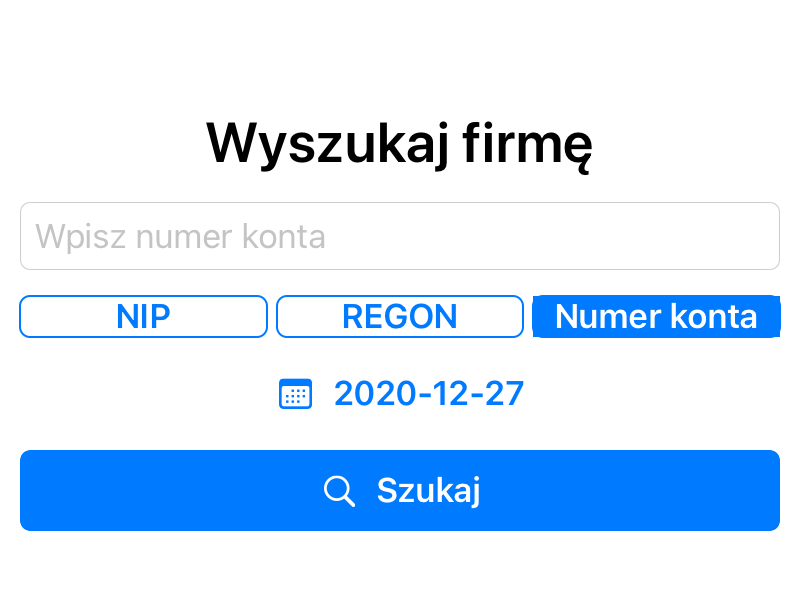 Wyszukaj firmę
Wpisz numer konta
NIP REGON Numer konta
2020-12-27
Szukaj